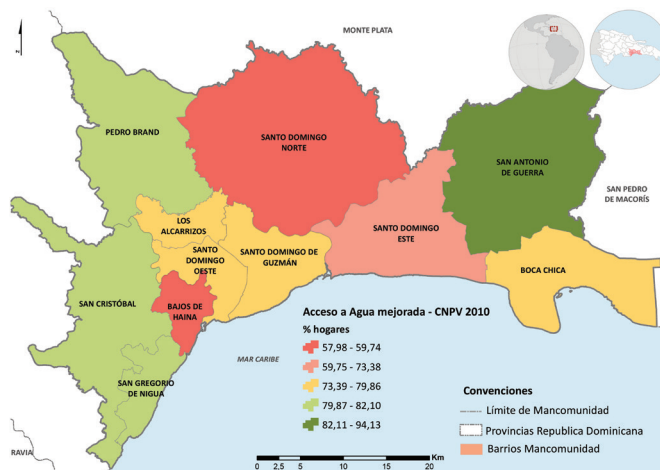 MONTE PLATA
PEDRO BRAND
SANTO DOMINGO
NORTE
SAN ANTONIO
DE GUERRA
SAN PEDRO
DE MACORÍS
LOS
ALCARRIZOS
SANTO
DOMINGO
OESTE
SANTO DOMINGO DE
GUZMÁN
SANTO DOMINGO
ESTE
BOCA CHICA
SAN CRISTÓBAL
BAJOS DE
HAINA
SAN GREGORIO
DE NIGUA
MAR CARIBE
RAVIA
Acceso a Agua mejorada - CNPV 2010
% hogares
57,98 - 59,74
59,75 - 73,38
73,39 - 79,86
79,87 - 82,10
82,11 - 94,13
Convenciones
Límite de Mancomunidad
Provincias Republica Dominicana
Barrios Mancomunidad
Km
0 2,5 5 10 15 20